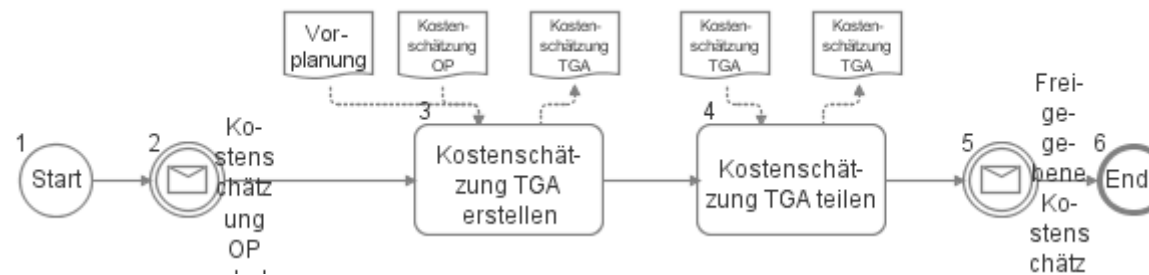 Vor-
planung
Kosten-
schätzung
OP
Kosten-
schätzung
TGA
Kosten-
schätzung
TGA
Kosten-
schätzung
TGA
1
Start
2
Ko-
stens
chätz
ung
OP
3
Kostenschät-
zung TGA
erstellen
4
Kostenschät-
zung TGA teilen
5
Frei-
ge-
ge-
bene
Ko-
stens
chätz
6
End